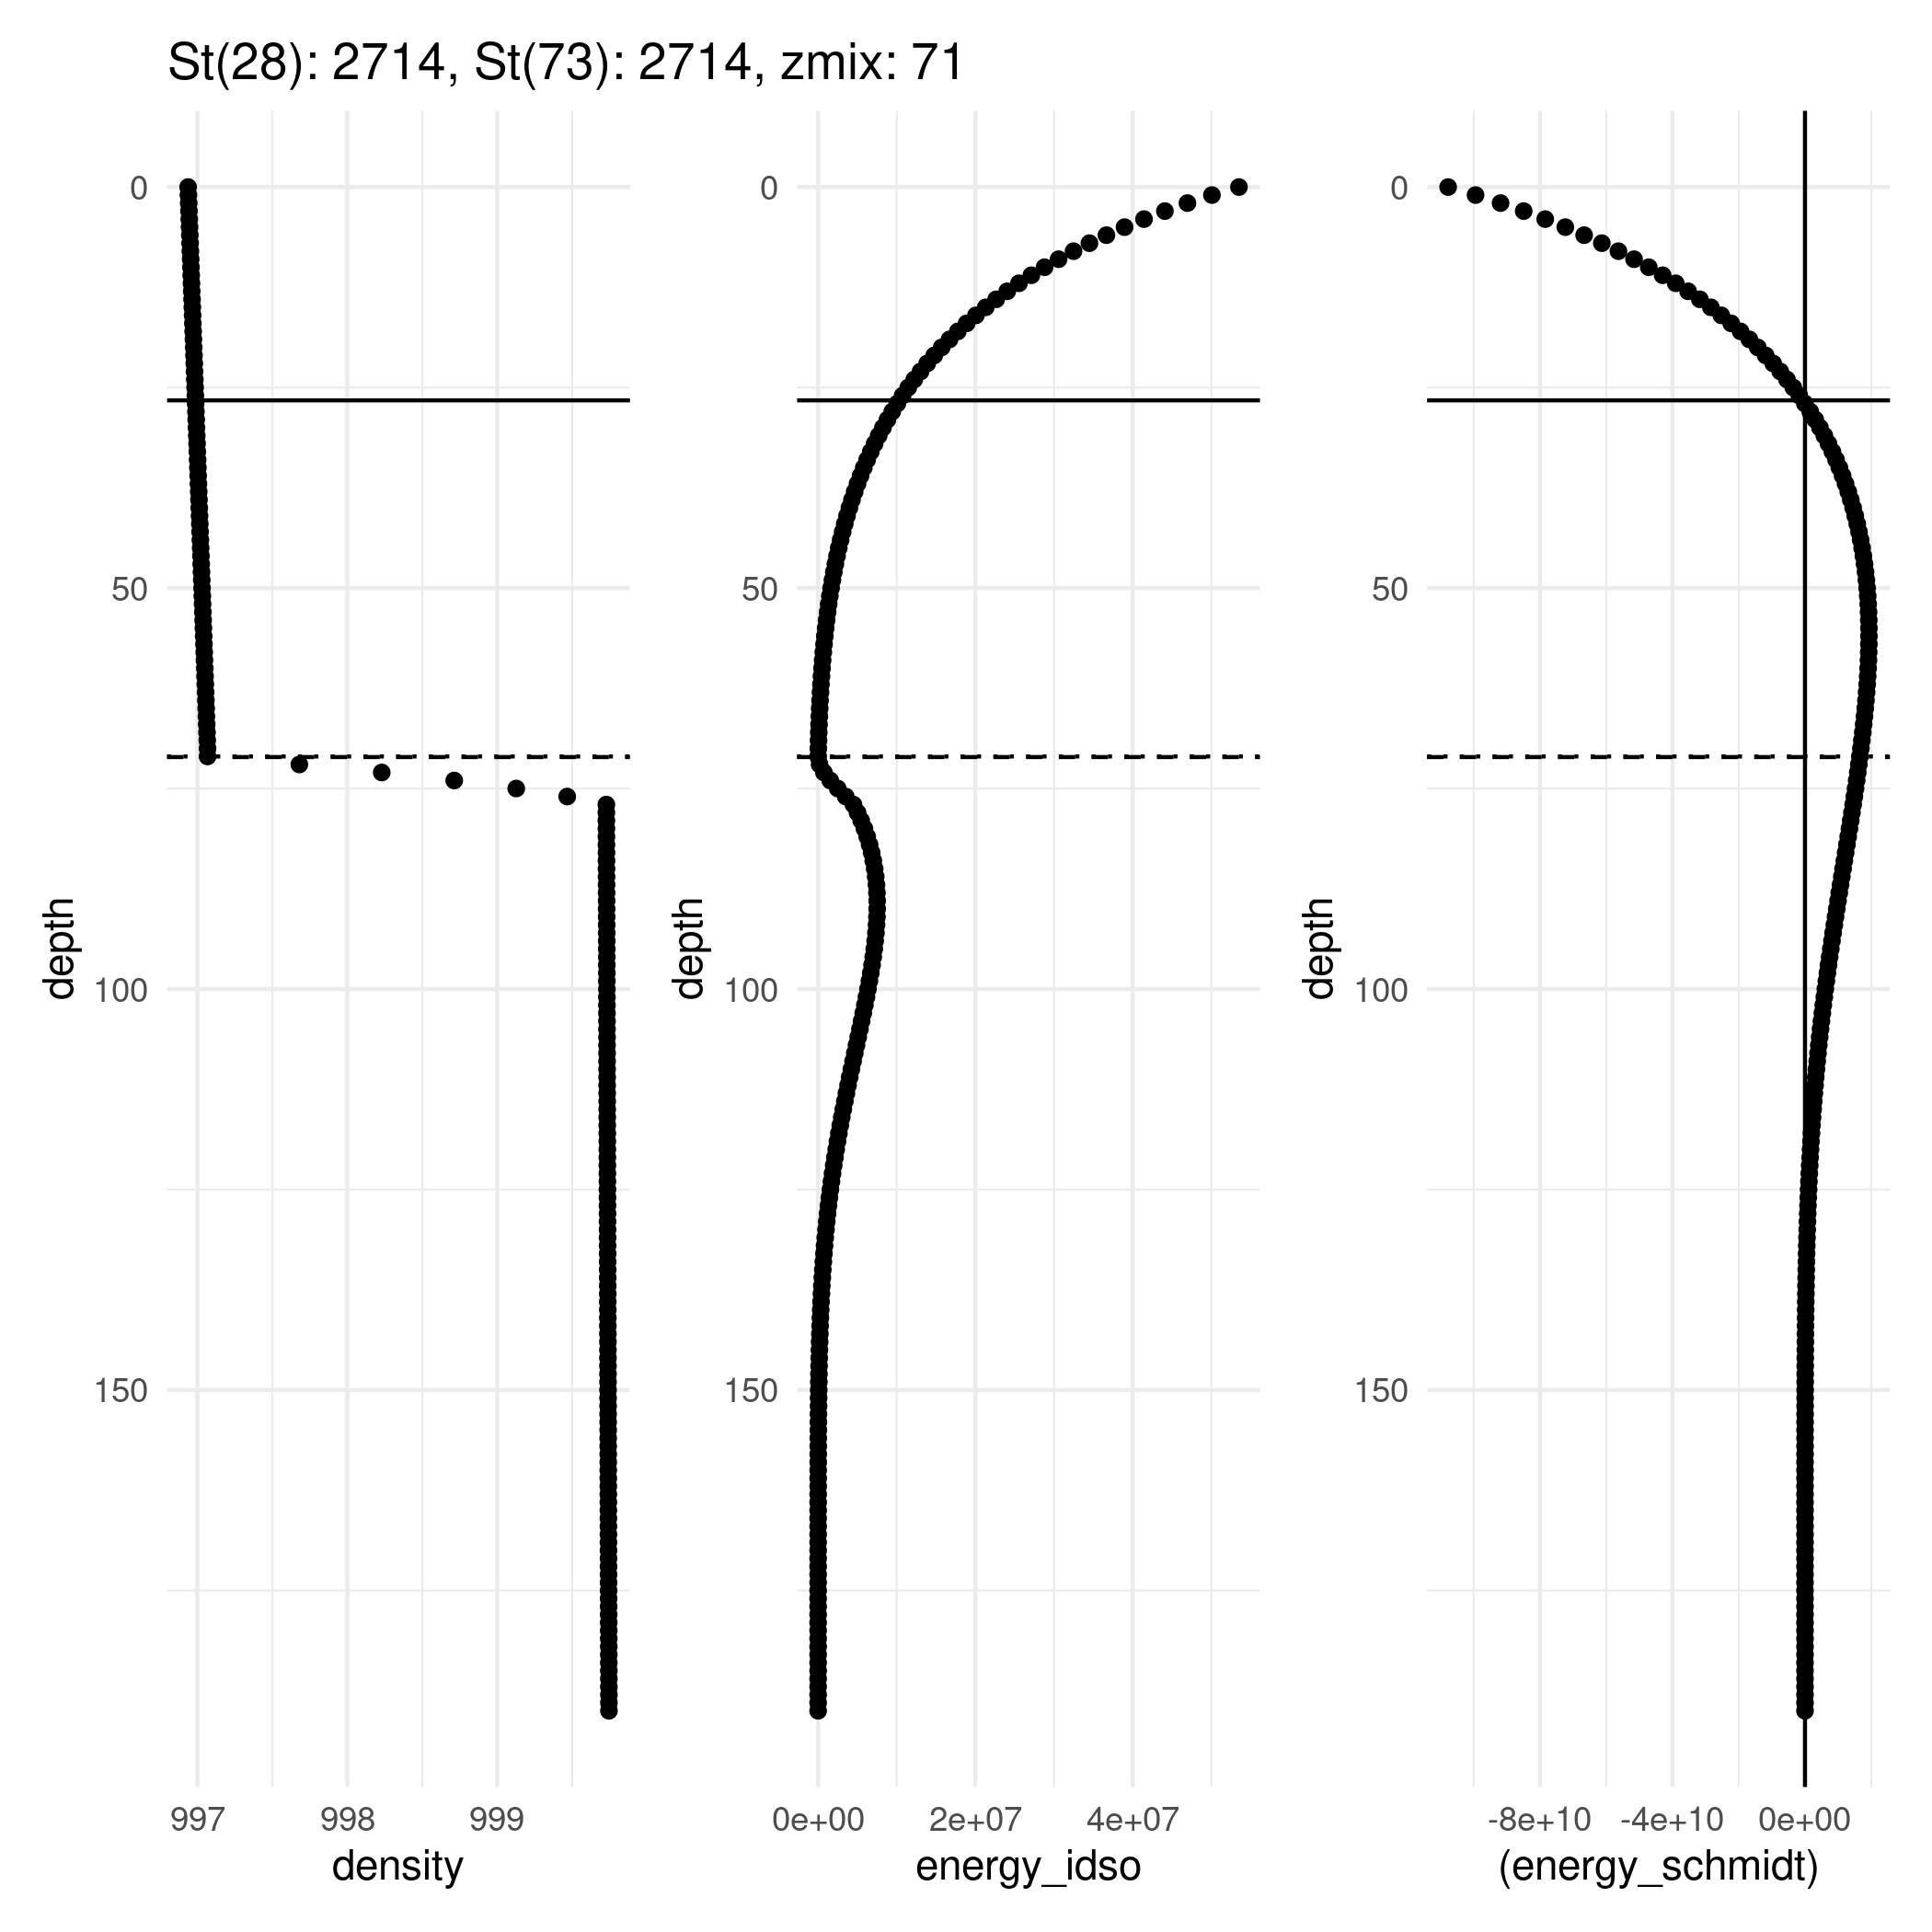 St(28): 2714, St(73): 2714, zmix: 71
0
50
100
150
depth
997
998
999
density
0
50
100
150
depth
0e+00
2e+07
4e+07
energy_idso
0
50
100
150
depth
-8e+10
-4e+10
0e+00
(energy_schmidt)